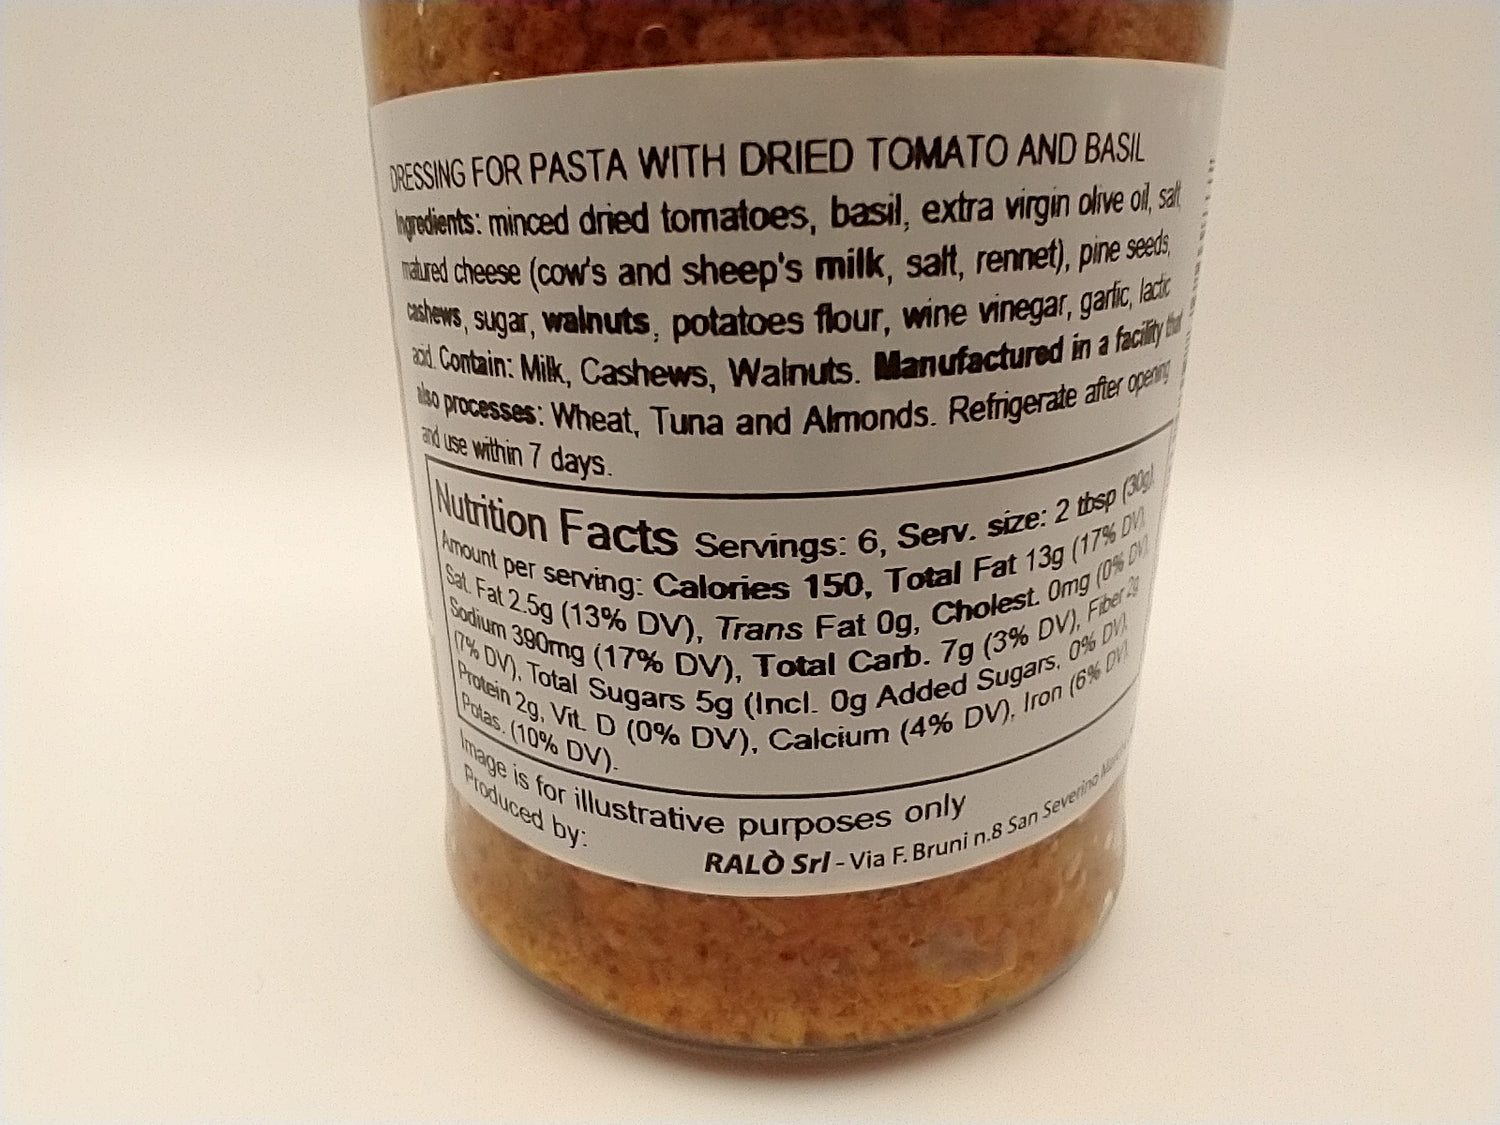 DRESSING FOR PASTA WITH DRIED TOMATO AND BASIL
Ingredients: minced dried tomatoes, basil, extra virgin olive oil, salt,
matured cheese (cow's and sheep's milk, salt, rennet), pine seeds,
cashews, sugar, walnuts, potatoes flour, wine vinegar, garlic, lactic
acid. Contain: Milk, Cashews, Walnuts. Manufactured in a facility that
also processes: Wheat, Tuna and Almonds. Refrigerate after opening
and use within 7 days.
Nutrition Facts Servings: 6, Serv. size: 2 tbsp (30g),
Amount per serving: Calories 150, Total Fat 13g (17% DV),
Sat. Fat 2.5g (13% DV), Trans Fat 0g, Cholest. 0mg (0% DV),
Sodium 390mg (17% DV), Total Carb. 7g (3% DV), Fiber 2g
(7% DV), Total Sugars 5g (Incl. 0g Added Sugars, 0% DV),
Protein 2g, Vit. D (0% DV), Calcium (4% DV), Iron (6% DV),
Potas. (10% DV).
Image is for illustrative purposes only
Produced by:
RALÒ Srl - Via F. Bruni n.8 San Severino